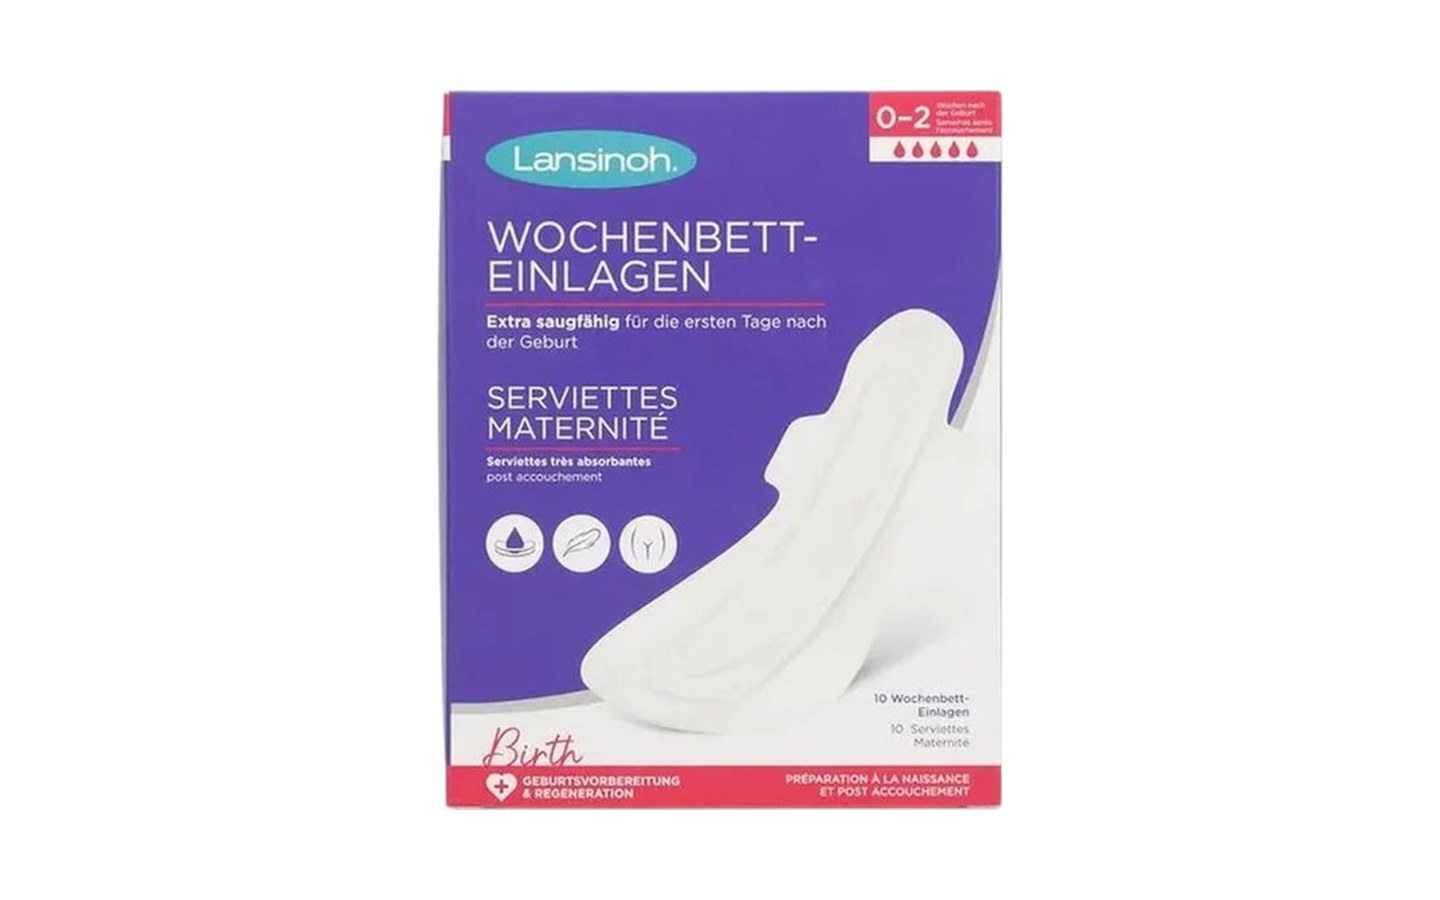 Lansinoh.
0-2
Wochen nach
der Geburt
Semaines après
l'accouchement
WOCHENBETT-
EINLAGEN
Extra saugfähig für die ersten Tage nach
der Geburt
SERVIETTES
MATERNITÉ
Serviettes très absorbantes
post accouchement
10 Wochenbett-
Einlagen
10 Serviettes
Maternité
Birth
GEBURTSVORBEREITUNG
& REGENERATION
PRÉPARATION À LA NAISSANCE
ET POST ACCOUCHEMENT